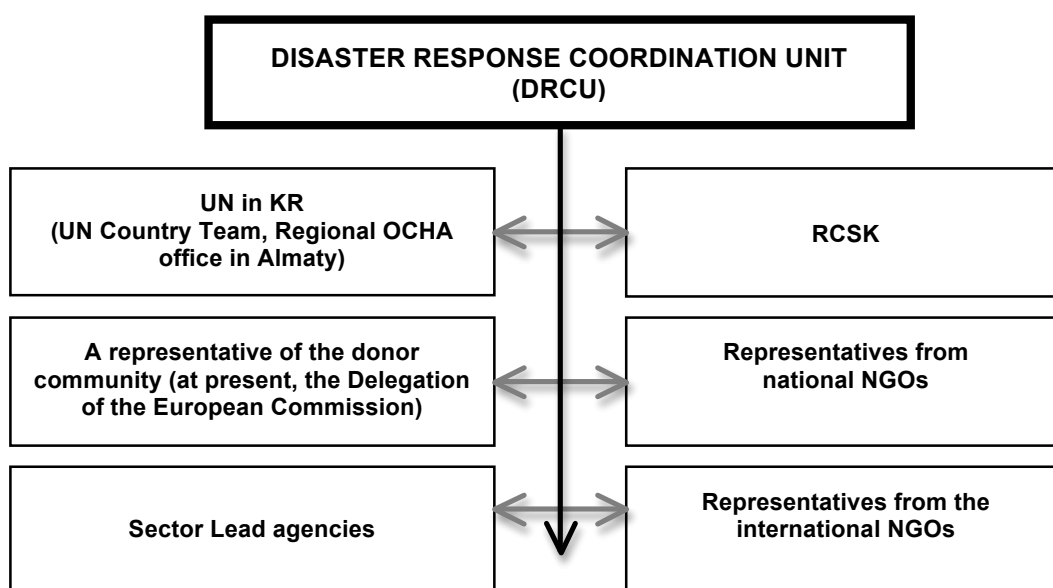 DISASTER RESPONSE COORDINATION UNIT
(DRCU)
UN in KR
(UN Country Team, Regional OCHA
office in Almaty)
RCSK
A representative of the donor
community (at present, the Delegation
of the European Commission)
Representatives from
national NGOs
Sector Lead agencies
Representatives from the
international NGOs